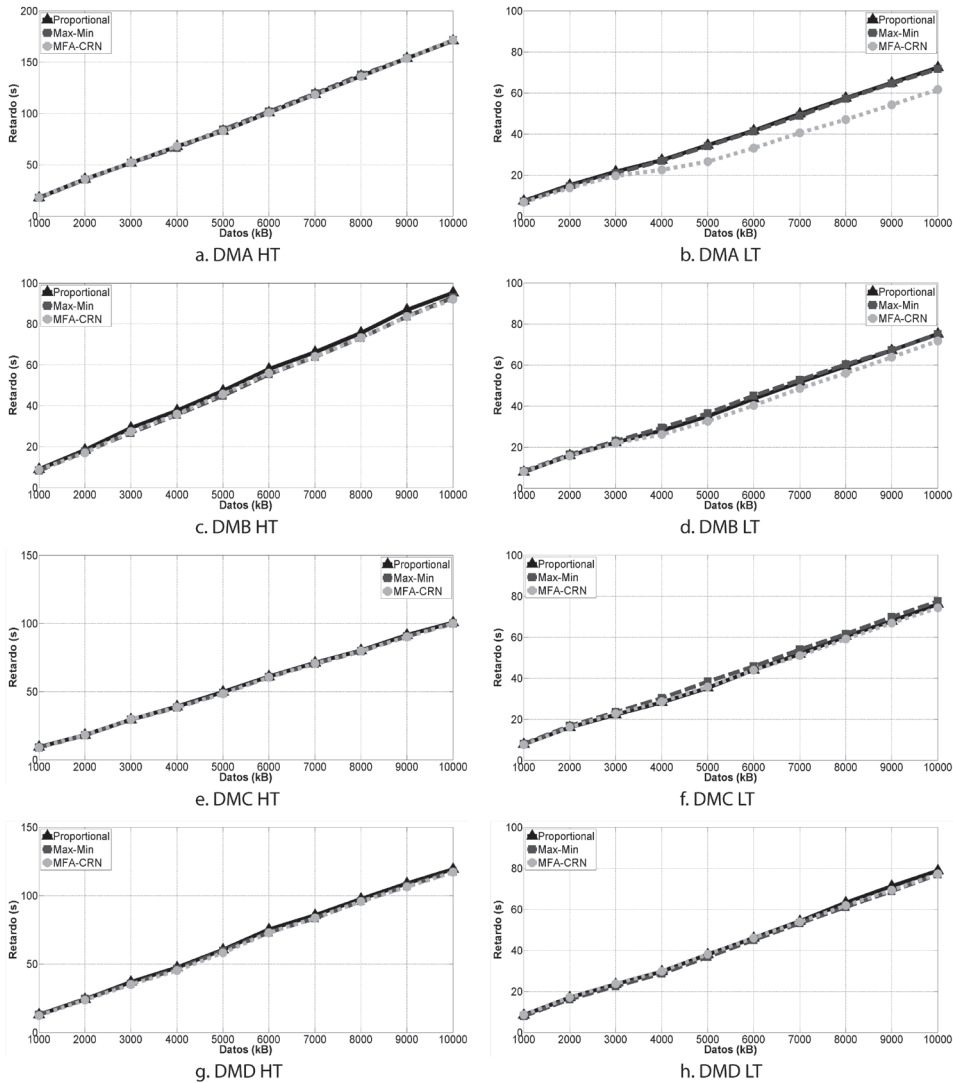 200
150
100
50
0
Retardo (s)
Proportional
Max-Min
MFA-CRN
1000 2000 3000 4000 5000 6000 7000 8000 9000 10000
Datos (kB)
a. DMA HT
100
80
60
40
20
0
Retardo (s)
Proportional
Max-Min
MFA-CRN
1000 2000 3000 4000 5000 6000 7000 8000 9000 10000
Datos (kB)
b. DMA LT
100
80
60
40
20
0
Retardo (s)
Proportional
Max-Min
MFA-CRN
1000 2000 3000 4000 5000 6000 7000 8000 9000 10000
Datos (kB)
c. DMB HT
100
80
60
40
20
0
Retardo (s)
Proportional
Max-Min
MFA-CRN
1000 2000 3000 4000 5000 6000 7000 8000 9000 10000
Datos (kB)
d. DMB LT
150
100
50
0
Retardo (s)
Proportional
Max-Min
MFA-CRN
1000 2000 3000 4000 5000 6000 7000 8000 9000 10000
Datos (kB)
e. DMC HT
100
80
60
40
20
0
Retardo (s)
Proportional
Max-Min
MFA-CRN
1000 2000 3000 4000 5000 6000 7000 8000 9000 10000
Datos (kB)
f. DMC LT
150
100
50
0
Retardo (s)
Proportional
Max-Min
MFA-CRN
1000 2000 3000 4000 5000 6000 7000 8000 9000 10000
Datos (kB)
g. DMD HT
100
80
60
40
20
0
Retardo (s)
Proportional
Max-Min
MFA-CRN
1000 2000 3000 4000 5000 6000 7000 8000 9000 10000
Datos (kB)
h. DMD LT